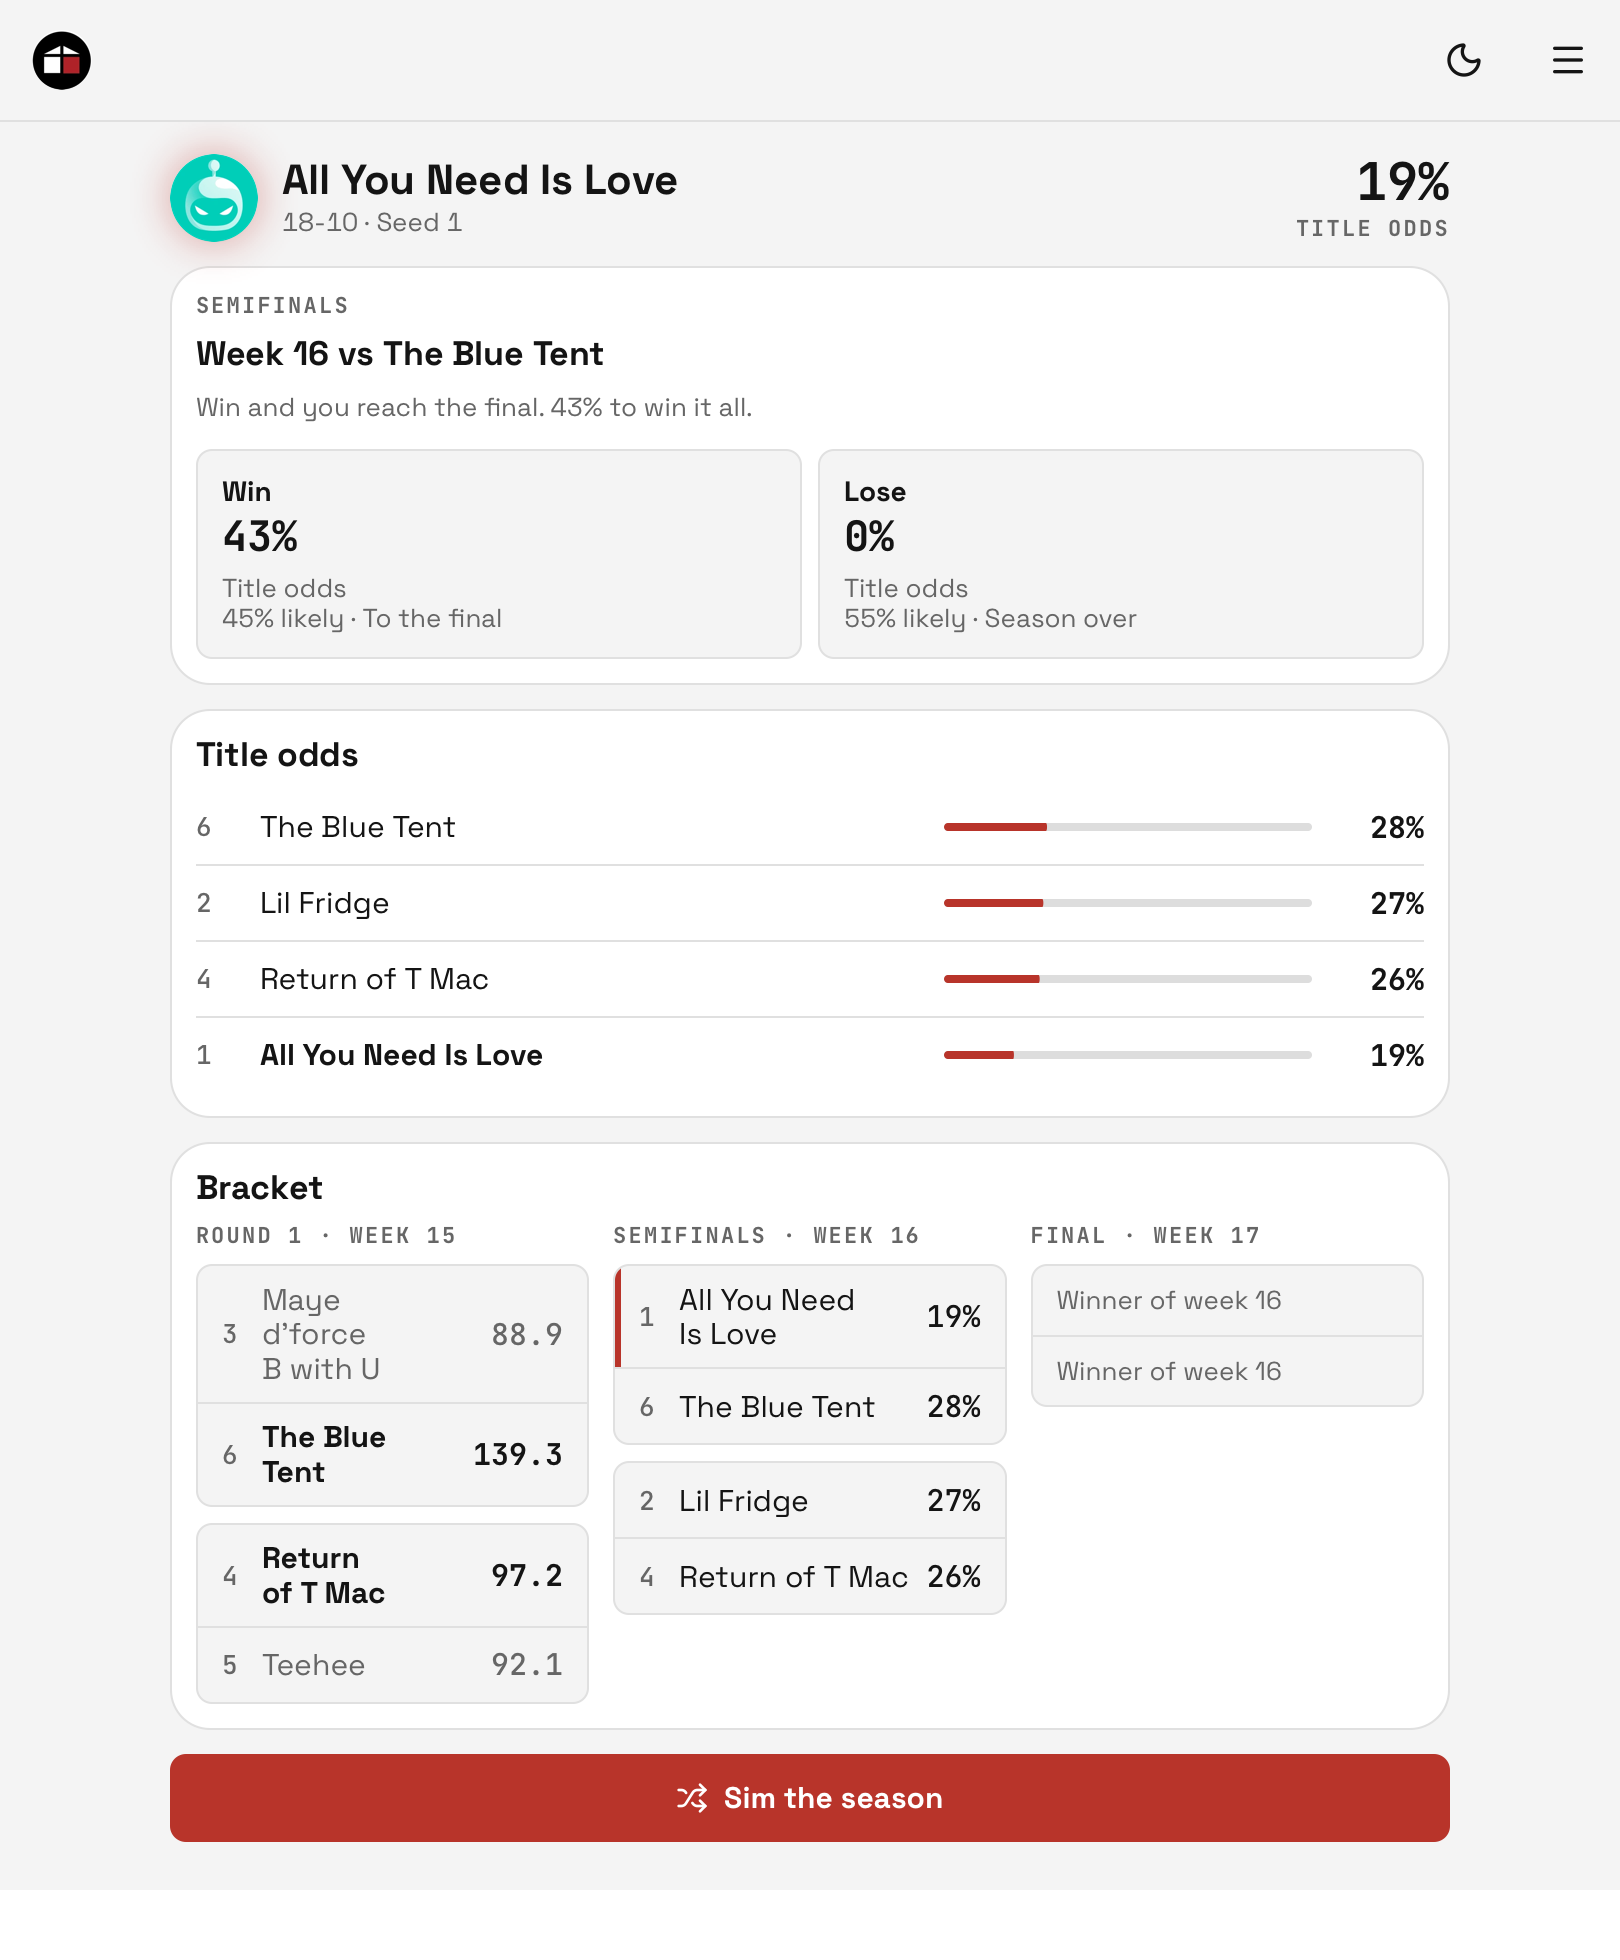 All You Need Is Love
18-10 · Seed 1
19%
TITLE ODDS
SEMIFINALS
Week 16 vs The Blue Tent
Win and you reach the final. 43% to win it all.
Win
43%
Title odds
45% likely · To the final
Lose
0%
Title odds
55% likely · Season over
Title odds
6 The Blue Tent 28%
2 Lil Fridge 27%
4 Return of T Mac 26%
1 All You Need Is Love 19%
Bracket
ROUND 1 · WEEK 15
3 Maye
d’force
B with U
88.9
6 The Blue
Tent
139.3
4 Return
of T Mac
97.2
5 Teehee 92.1
SEMIFINALS · WEEK 16
1 All You Need
Is Love
19%
6 The Blue Tent 28%
2 Lil Fridge 27%
4 Return of T Mac 26%
FINAL · WEEK 17
Winner of week 16
Winner of week 16
Sim the season